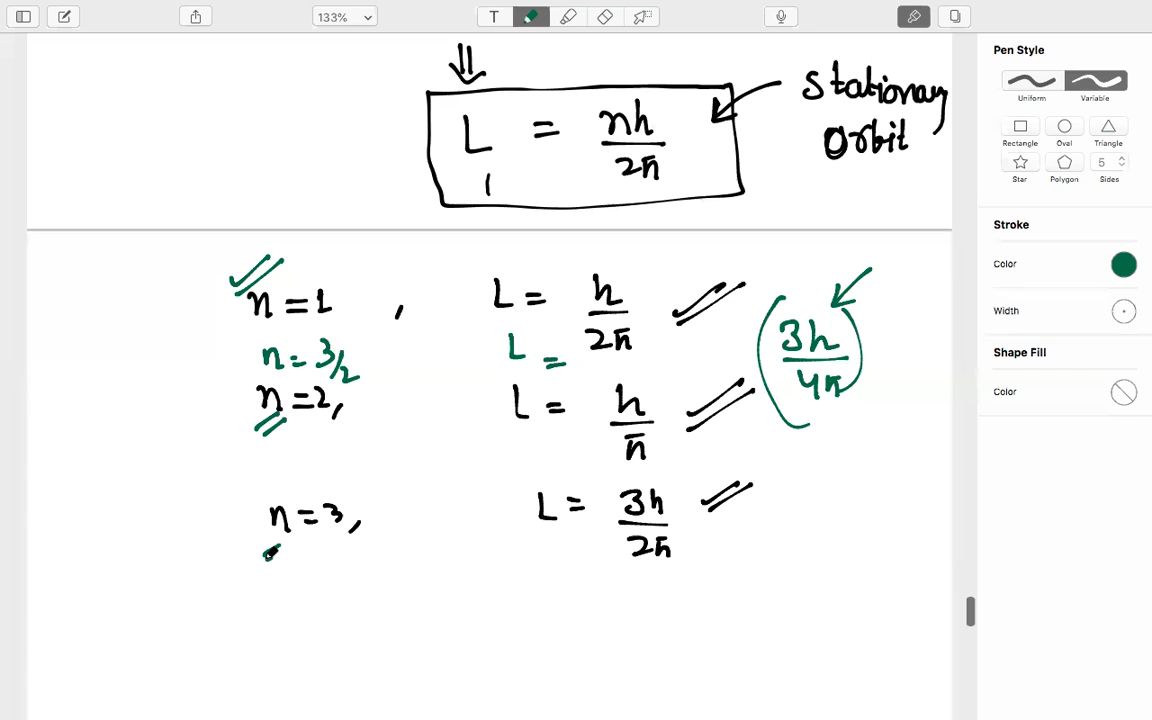 133%
T
Pen Style
Uniform Variable
Rectangle Oval Triangle
Star Polygon 5 Sides
Stroke
Color
Width
Shape Fill
Color
L = nh/2π
stationary
orbit
n = 1 , L = h/2π
n = 3/2 L = 3h/4π
n = 2, L = h/π
n = 3, L = 3h/2π